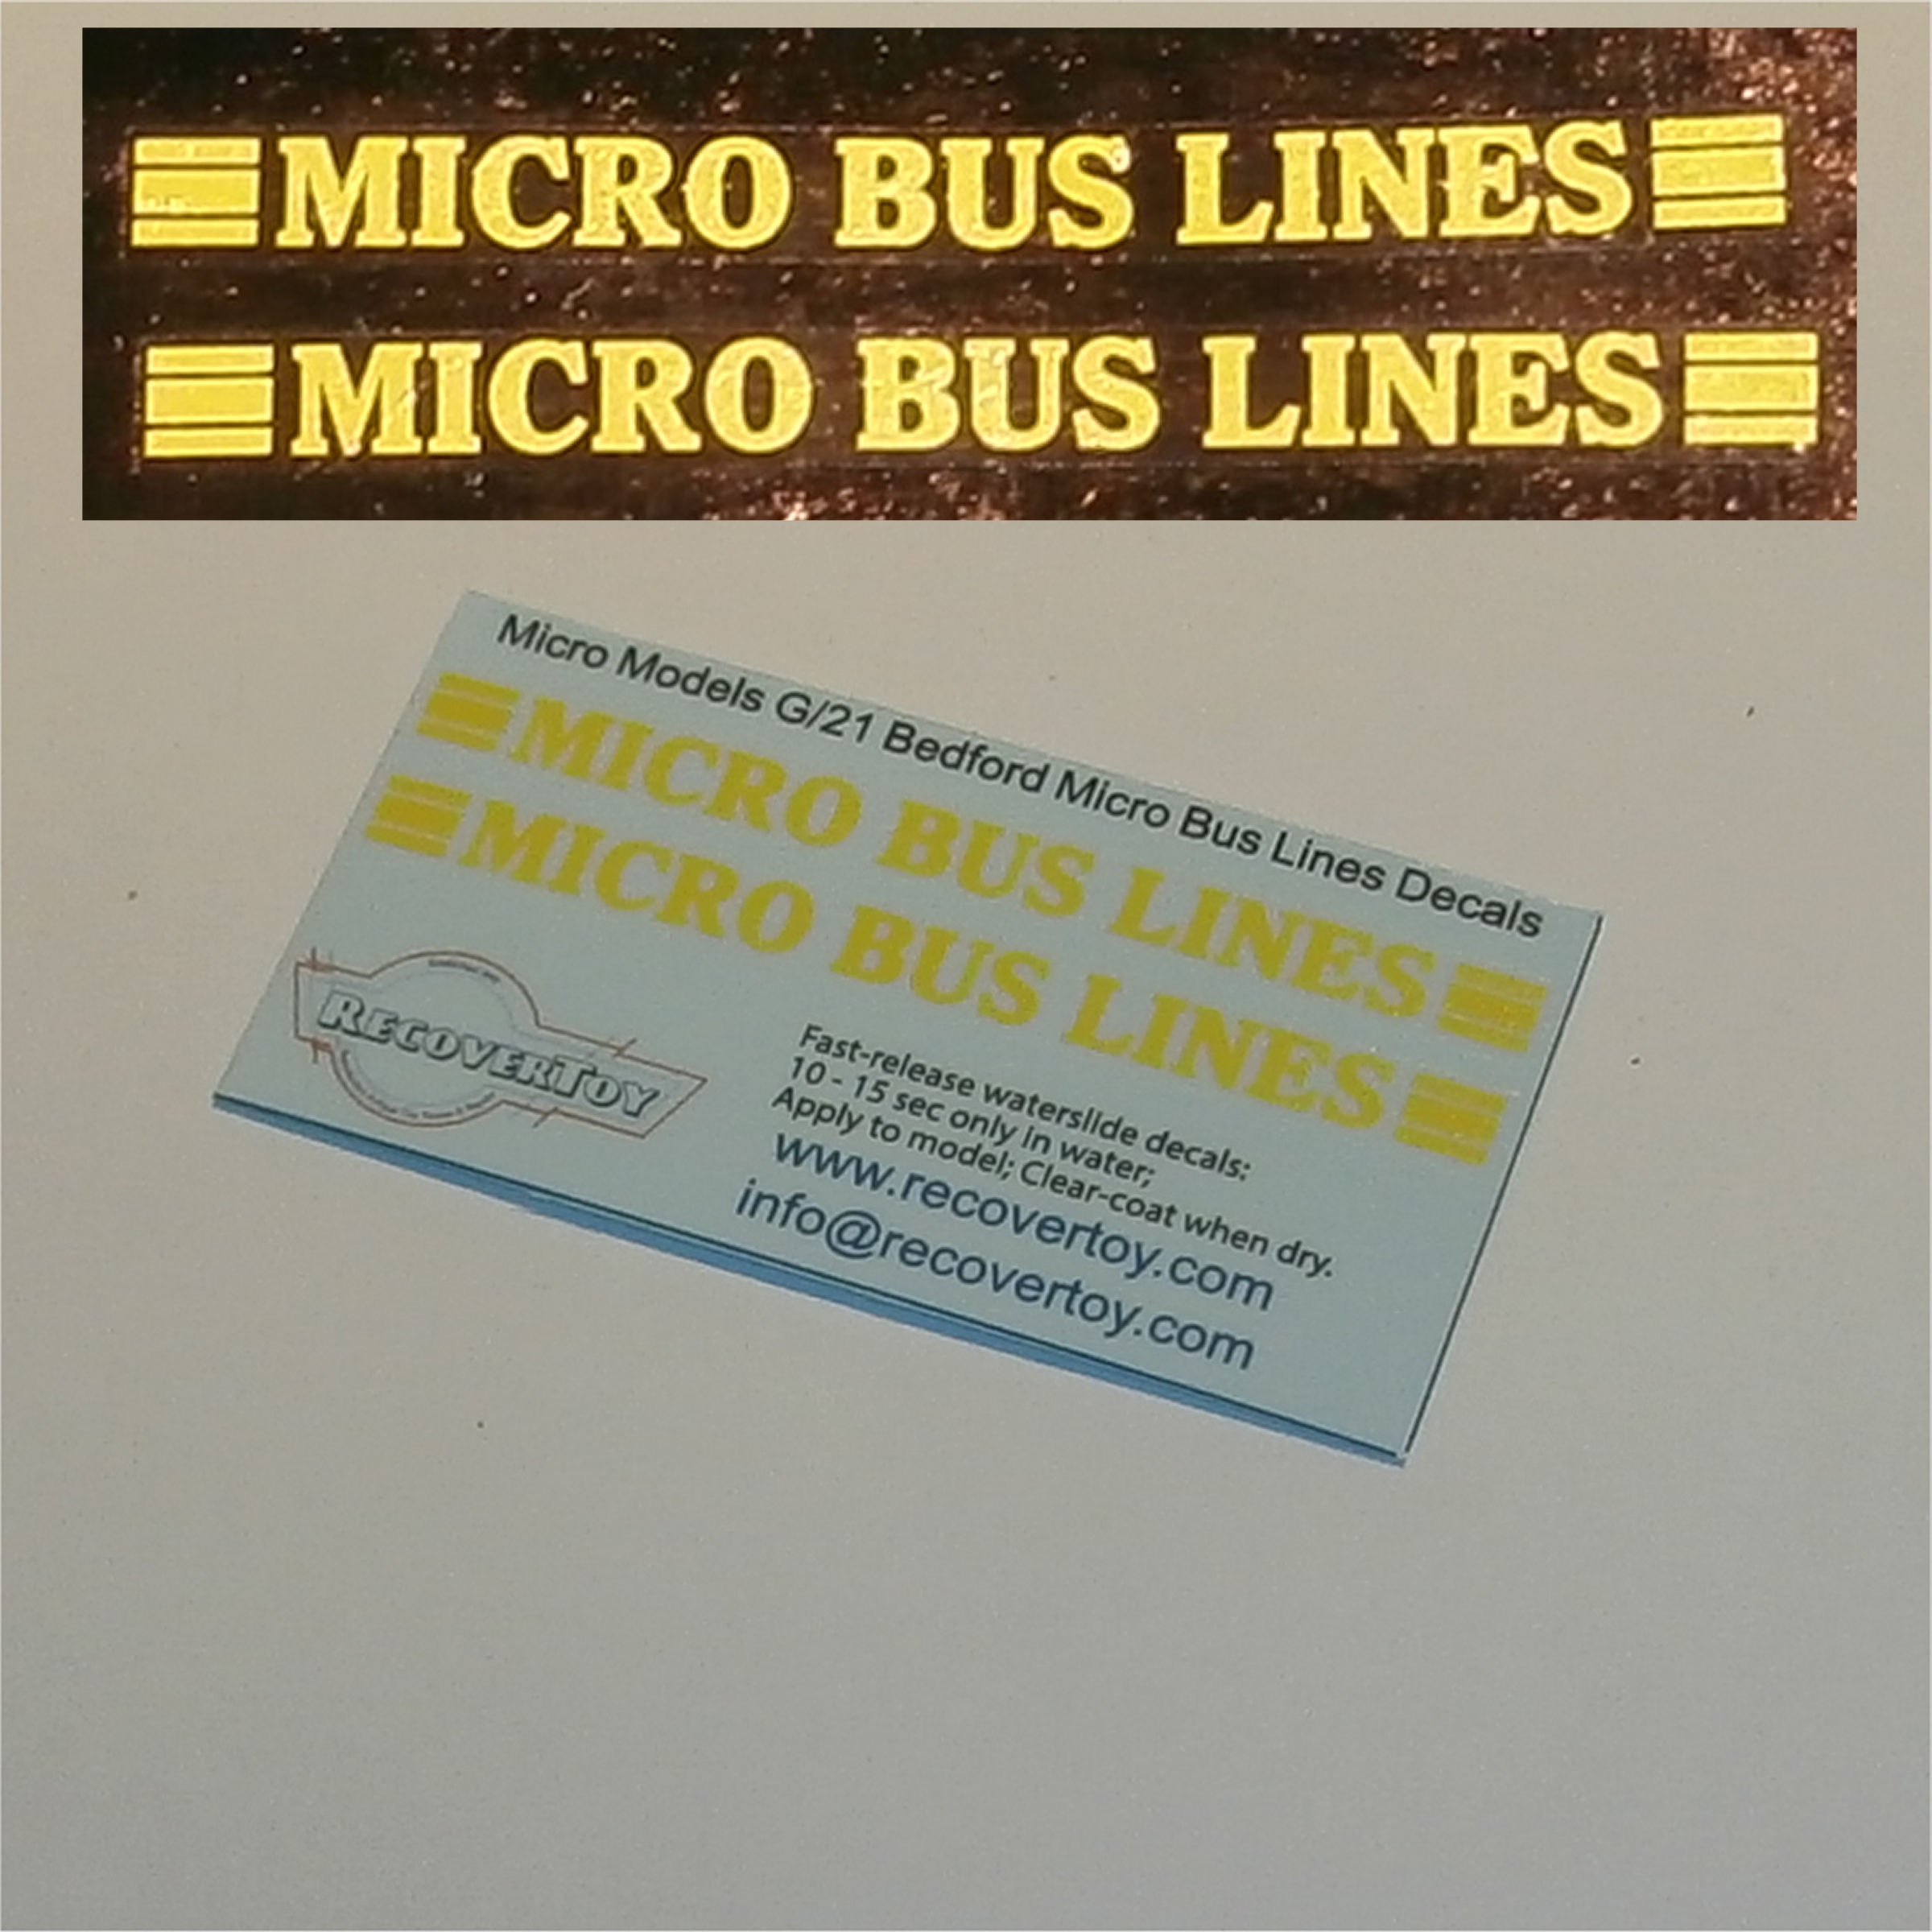 MICRO BUS LINES
MICRO BUS LINES
Micro Models G/21 Bedford Micro Bus Lines Decals
MICRO BUS LINES
MICRO BUS LINES
RECOVERTOY
Fast-release waterslide decals:
10 - 15 sec only in water;
Apply to model; Clear-coat when dry.
www.recovertoy.com
info@recovertoy.com